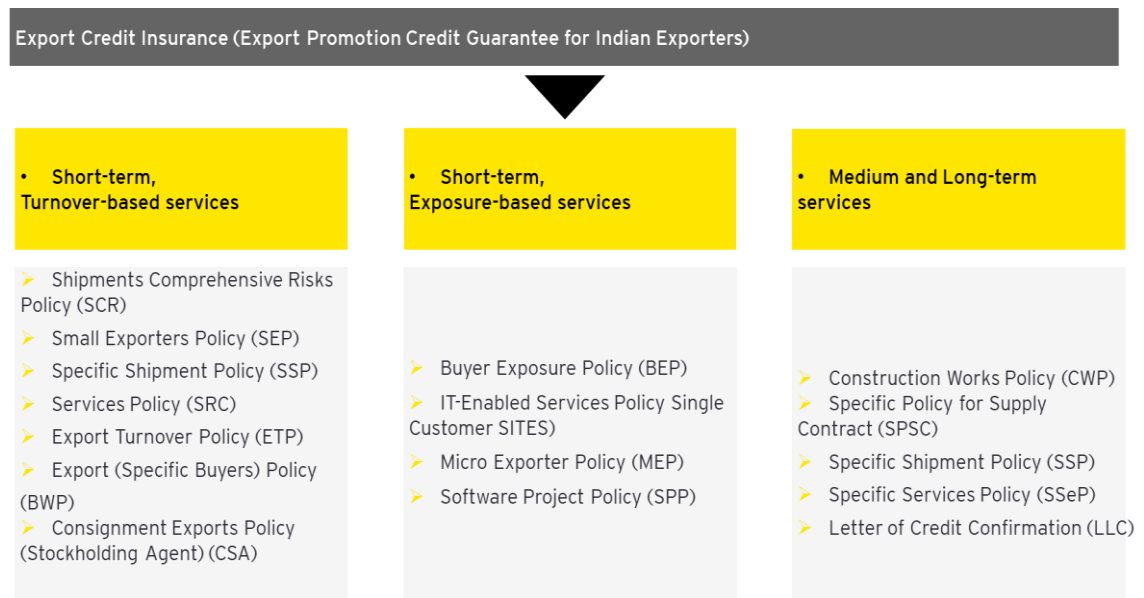 Export Credit Insurance (Export Promotion Credit Guarantee for Indian Exporters)
• Short-term,
Turnover-based services
➢ Shipments Comprehensive Risks
Policy (SCR)
➢ Small Exporters Policy (SEP)
➢ Specific Shipment Policy (SSP)
➢ Services Policy (SRC)
➢ Export Turnover Policy (ETP)
➢ Export (Specific Buyers) Policy
(BWP)
➢ Consignment Exports Policy
(Stockholding Agent) (CSA)
• Short-term,
Exposure-based services
➢ Buyer Exposure Policy (BEP)
➢ IT-Enabled Services Policy Single
Customer SITES)
➢ Micro Exporter Policy (MEP)
➢ Software Project Policy (SPP)
• Medium and Long-term
services
➢ Construction Works Policy (CWP)
➢ Specific Policy for Supply
Contract (SPSC)
➢ Specific Shipment Policy (SSP)
➢ Specific Services Policy (SSeP)
➢ Letter of Credit Confirmation (LLC)